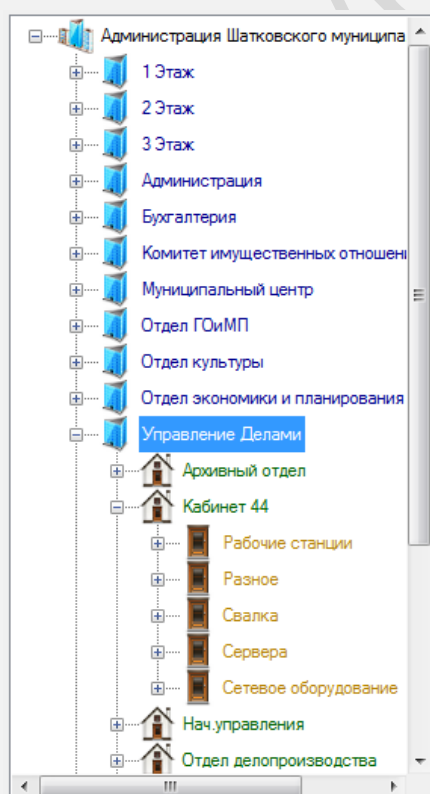 Администрация Шатковского муниципа
1 Этаж
2 Этаж
3 Этаж
Администрация
Бухгалтерия
Комитет имущественных отношени
Муниципальный центр
Отдел ГОиМП
Отдел культуры
Отдел экономики и планирования
Управление Делами
Архивный отдел
Кабинет 44
Рабочие станции
Разное
Свалка
Сервера
Сетевое оборудование
Нач.управления
Отдел делопроизводства